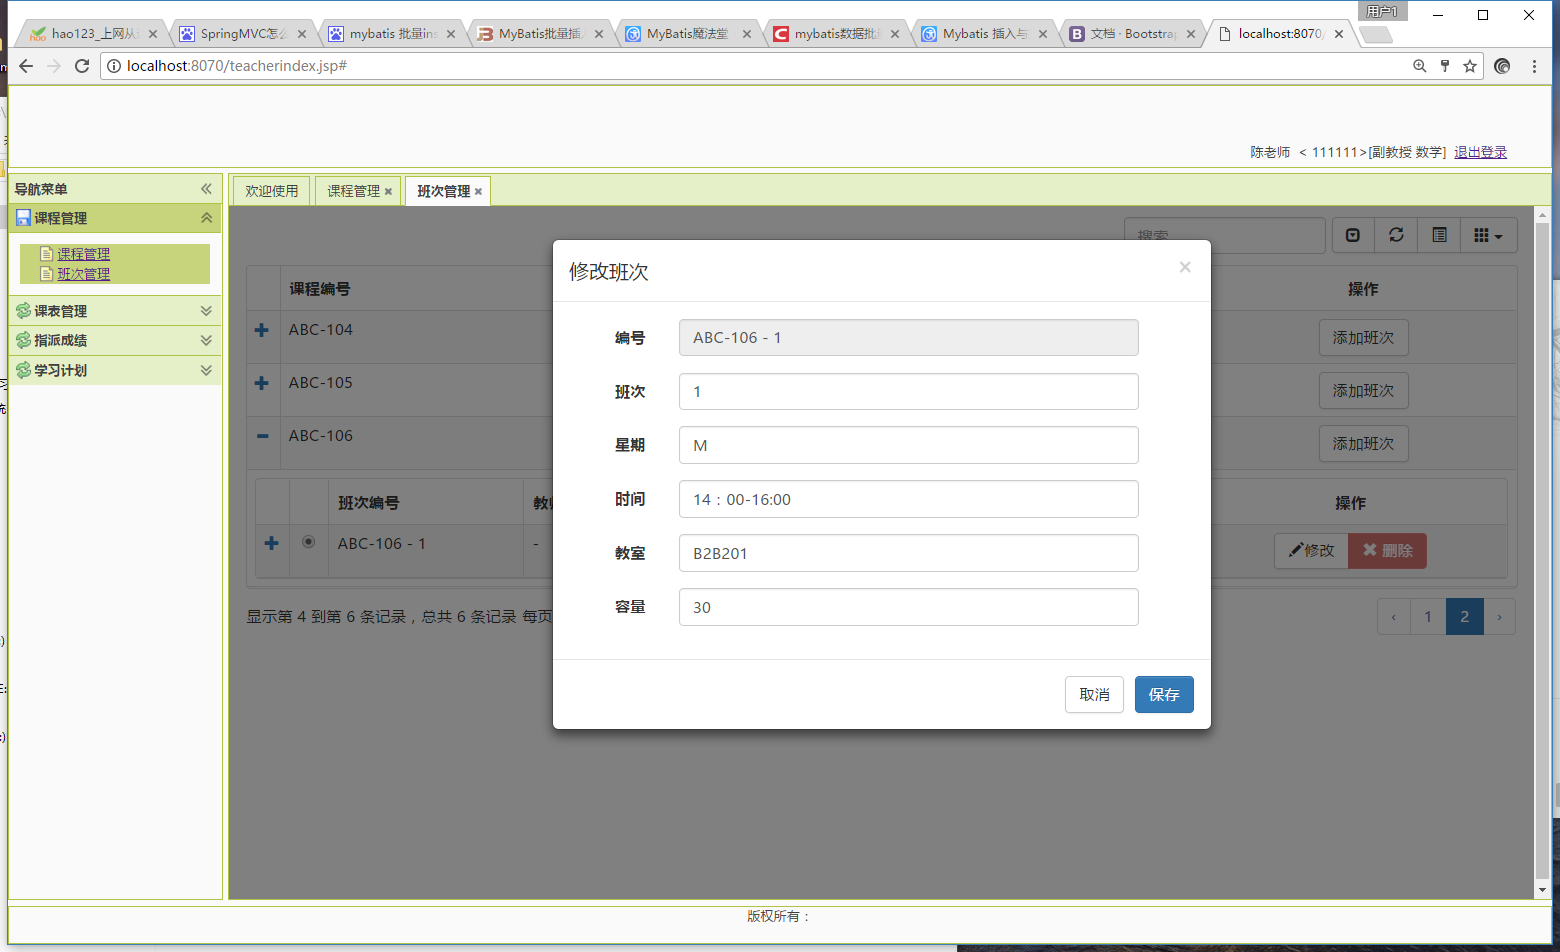 用户1
hao123_上网从
SpringMVC怎么
mybatis 批量ins
MyBatis批量插
MyBatis魔法堂
mybatis数据批
Mybatis 插入与
文档 · Bootstrap
localhost:8070/
localhost:8070/teacherindex.jsp#
陈老师 < 111111>[副教授 数学] 退出登录
导航菜单
课程管理
课程管理
班次管理
课表管理
指派成绩
学习计划
欢迎使用 课程管理 班次管理
搜索
课程编号 操作
ABC-104 添加班次
ABC-105 添加班次
ABC-106 添加班次
班次编号 教 操作
ABC-106 - 1 - 修改 删除
显示第 4 到第 6 条记录，总共 6 条记录 每页
‹ 1 2 ›
修改班次 ×
编号 ABC-106 - 1
班次 1
星期 M
时间 14：00-16:00
教室 B2B201
容量 30
取消 保存
版权所有：